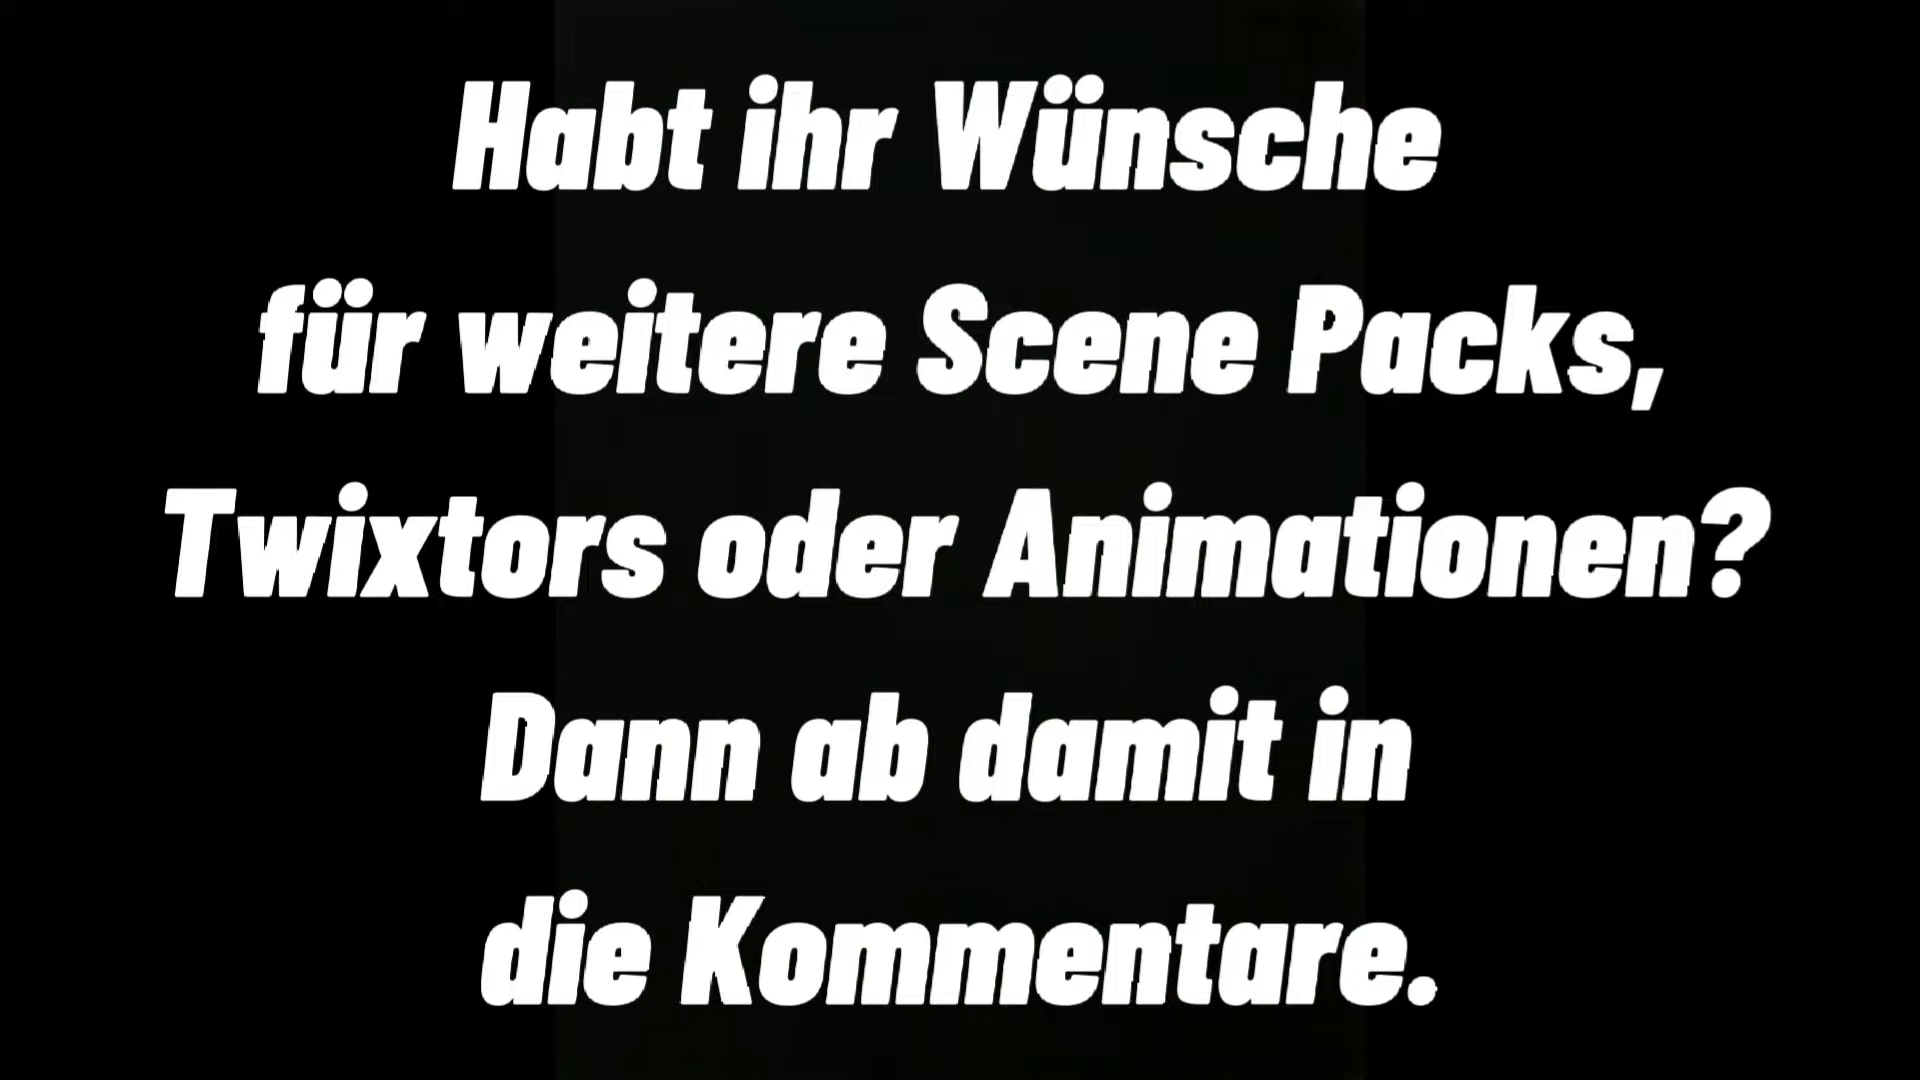 Habt ihr Wünsche
für weitere Scene Packs,
Twixtors oder Animationen?
Dann ab damit in
die Kommentare.